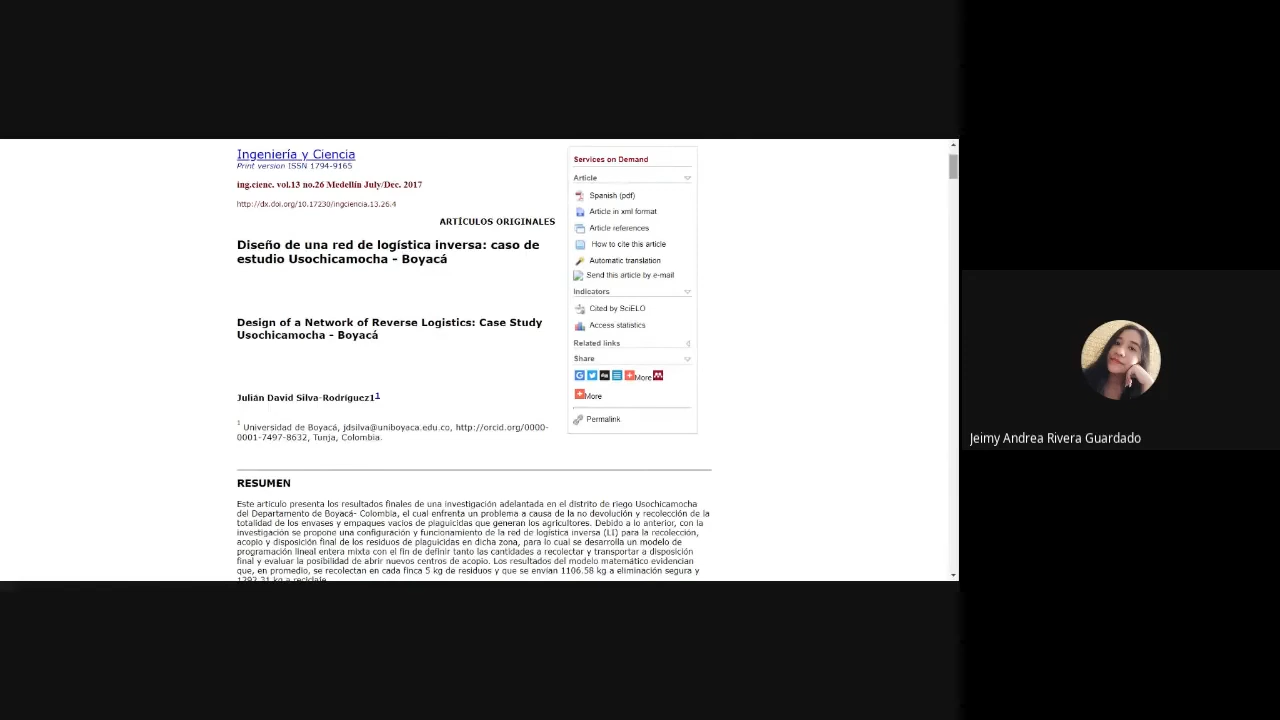 Ingeniería y Ciencia
Print version ISSN 1794-9165
ing.cienc. vol.13 no.26 Medellín July/Dec. 2017
http://dx.doi.org/10.17230/ingciencia.13.26.4
ARTÍCULOS ORIGINALES
Diseño de una red de logística inversa: caso de
estudio Usochicamocha - Boyacá
Design of a Network of Reverse Logistics: Case Study
Usochicamocha - Boyacá
Julián David Silva-Rodríguez1 1
1 Universidad de Boyacá, jdsilva@uniboyaca.edu.co, http://orcid.org/0000-
0001-7497-8632, Tunja, Colombia.
Services on Demand
Article
Spanish (pdf)
Article in xml format
Article references
How to cite this article
Automatic translation
Send this article by e-mail
Indicators
Cited by SciELO
Access statistics
Related links
Share
More
More
Permalink
RESUMEN
Este artículo presenta los resultados finales de una investigación adelantada en el distrito de riego Usochicamocha
del Departamento de Boyacá- Colombia, el cual enfrenta un problema a causa de la no devolución y recolección de la
totalidad de los envases y empaques vacios de plaguicidas que generan los agricultores. Debido a lo anterior, con la
investigación se propone una configuración y funcionamiento de la red de logística inversa (LI) para la recolección,
acopio y disposición final de los residuos de plaguicidas en dicha zona, para lo cual se desarrolla un modelo de
programación lineal entera mixta con el fin de definir tanto las cantidades a recolectar y transportar a disposición
final y evaluar la posibilidad de abrir nuevos centros de acopio. Los resultados del modelo matemático evidencian
que, en promedio, se recolectan en cada finca 5 kg de residuos y que se envian 1106.58 kg a eliminación segura y
1393.31 kg a reciclaje
Jeimy Andrea Rivera Guardado